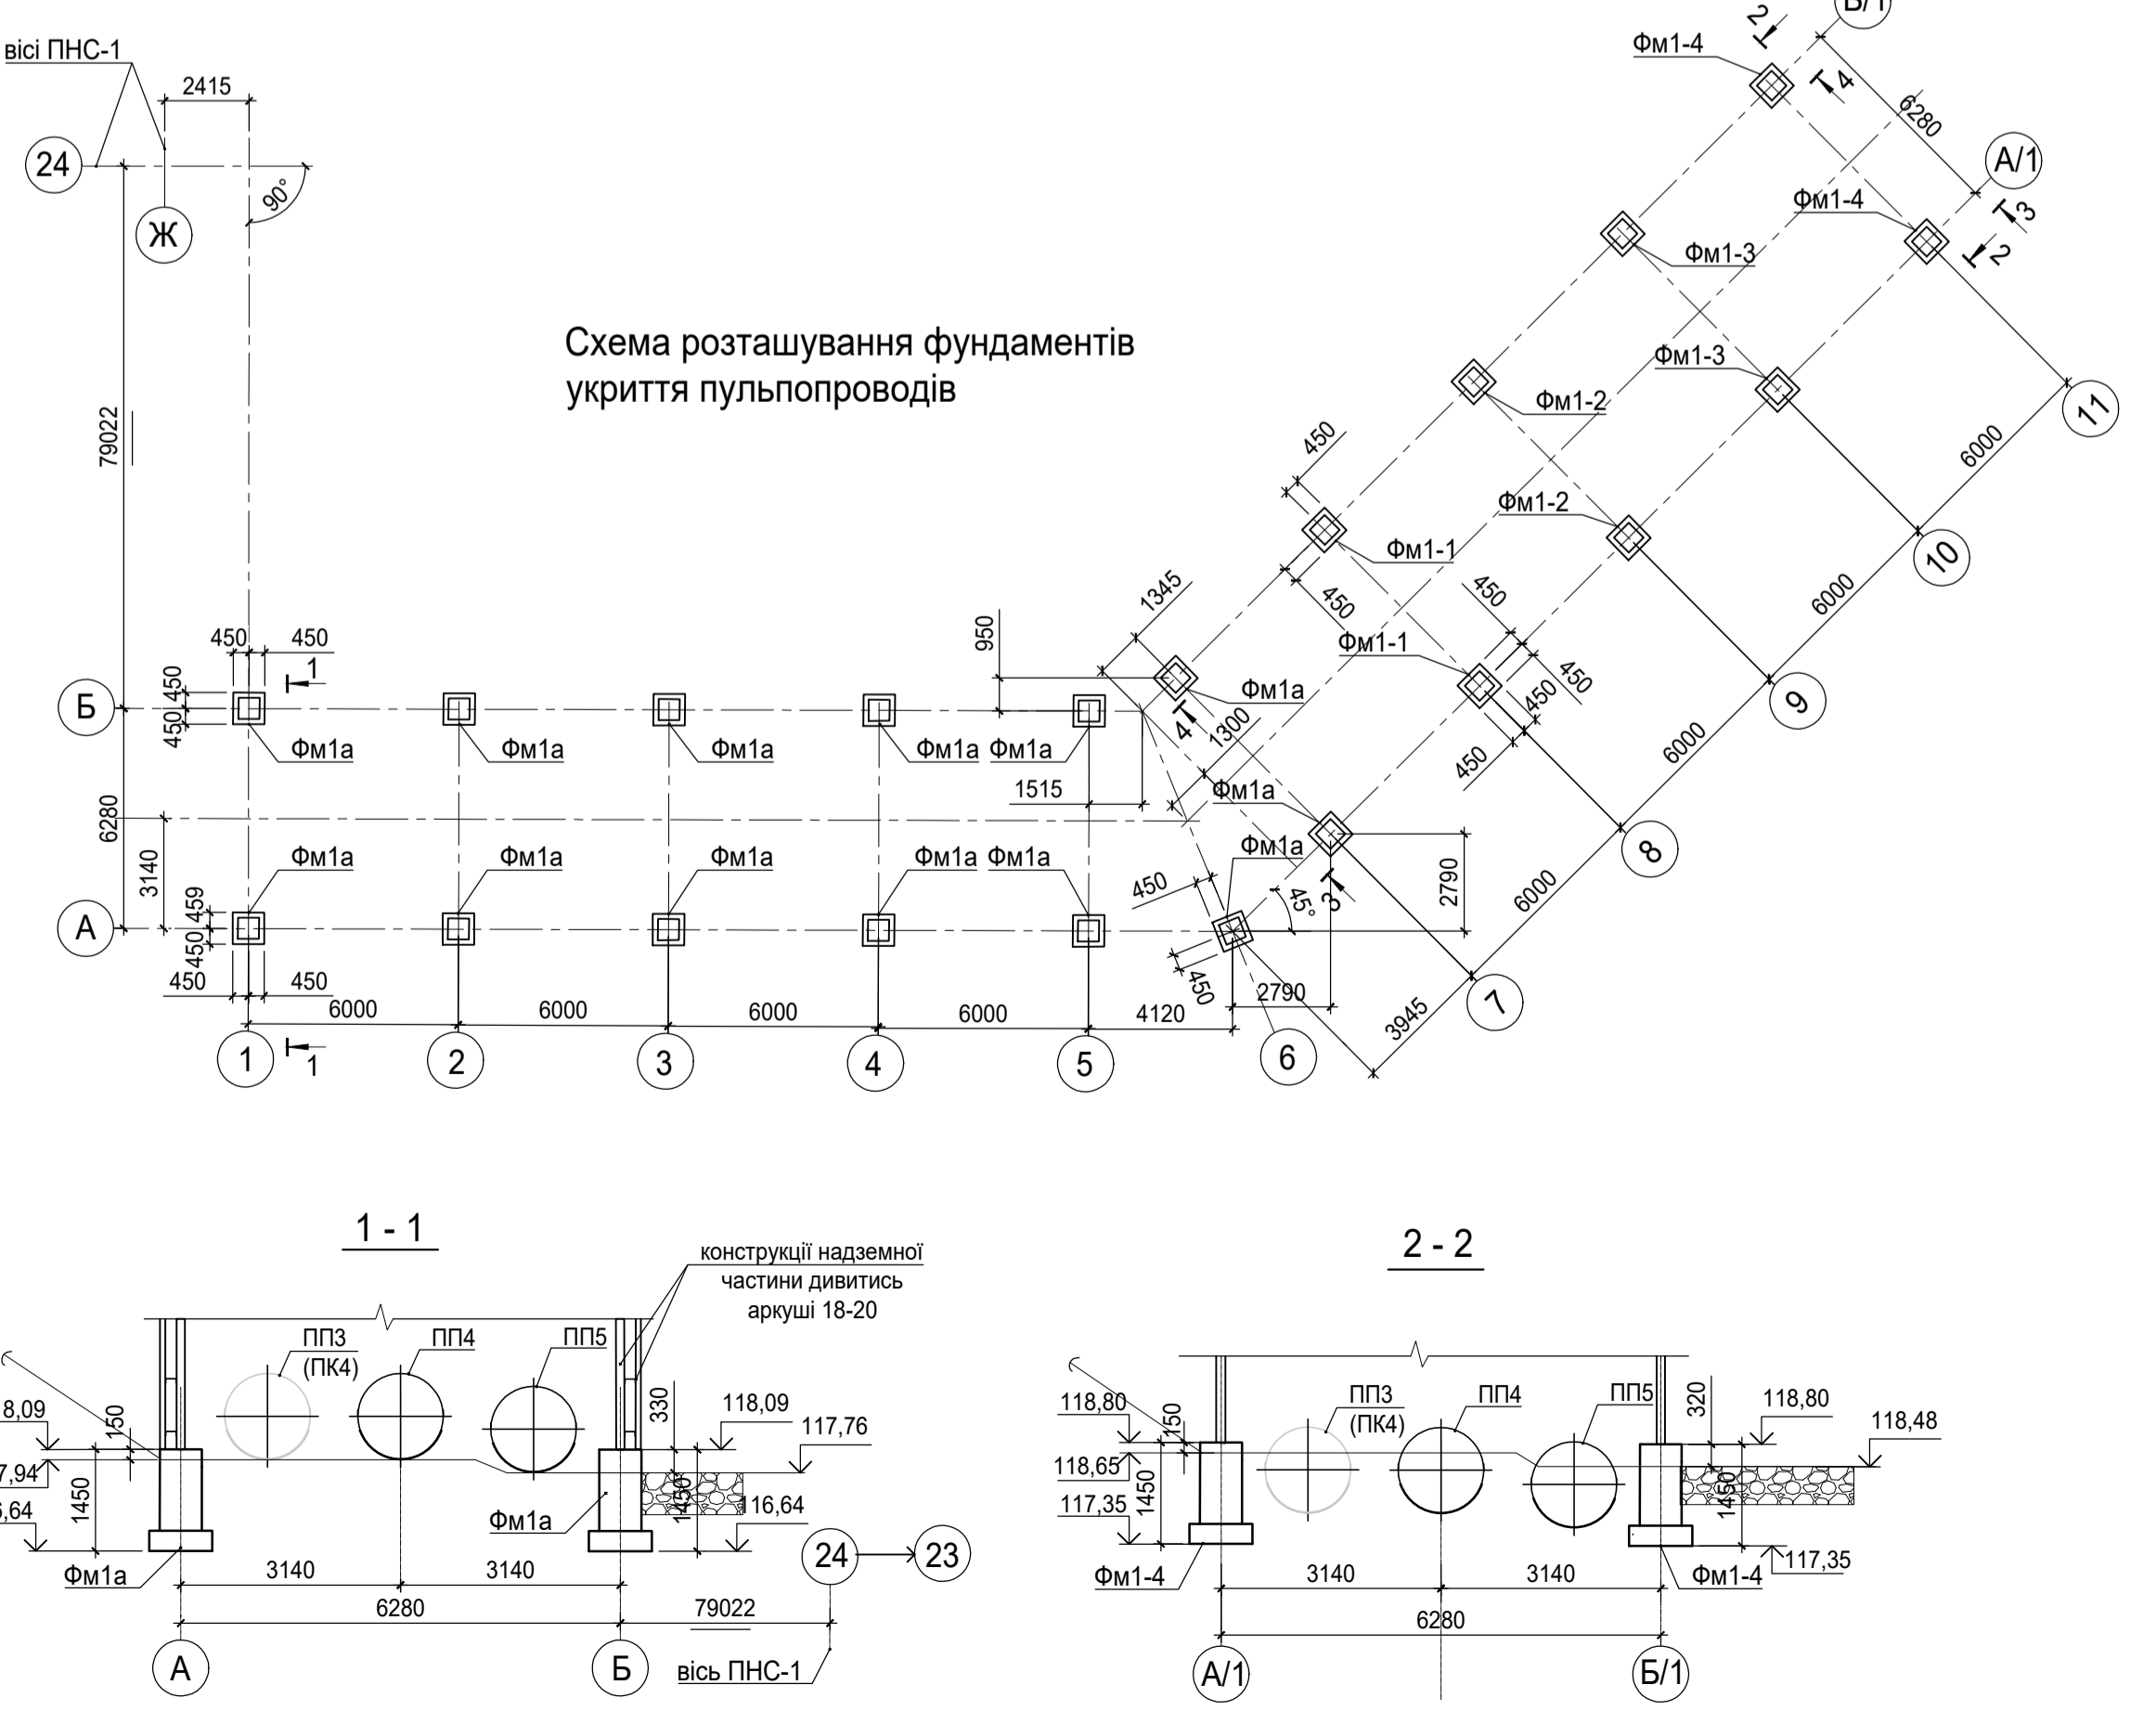 вісі ПНС-1
2415
24
90°
Ж
79022
Схема розташування фундаментів
укриття пульпопроводів
Б/1
2
4
Фм1-4
6280
А/1
Фм1-4
3
2
Фм1-3
Фм1-3
11
Фм1-2
6000
450
Фм1-2
10
Фм1-1
6000
1345
450
450
950
Фм1-1
450
450
9
450 450
1
450
Б
450
Фм1а
Фм1а
Фм1а
Фм1а
Фм1а
Фм1а
4
1300
6000
450
1515
Фм1а
6280
3140
8
Фм1а
Фм1а
Фм1а
Фм1а
Фм1а
Фм1а
450
459
А
450
45°
3
2790
6000
450 450
450
2790
7
6000
6000
6000
6000
4120
3945
1
1
2
3
4
5
6
1 - 1
конструкції надземної
частини дивитись
аркуші 18-20
ПП3
(ПК4)
ПП4
ПП5
8,09
150
330
118,09
117,76
7,94
1450
1450
6,64
116,64
Фм1а
Фм1а
24
23
3140
3140
6280
79022
А
Б
вісь ПНС-1
2 - 2
ПП3
(ПК4)
ПП4
ПП5
118,80
150
320
118,80
118,48
118,65
1450
1450
117,35
117,35
Фм1-4
Фм1-4
3140
3140
6280
А/1
Б/1